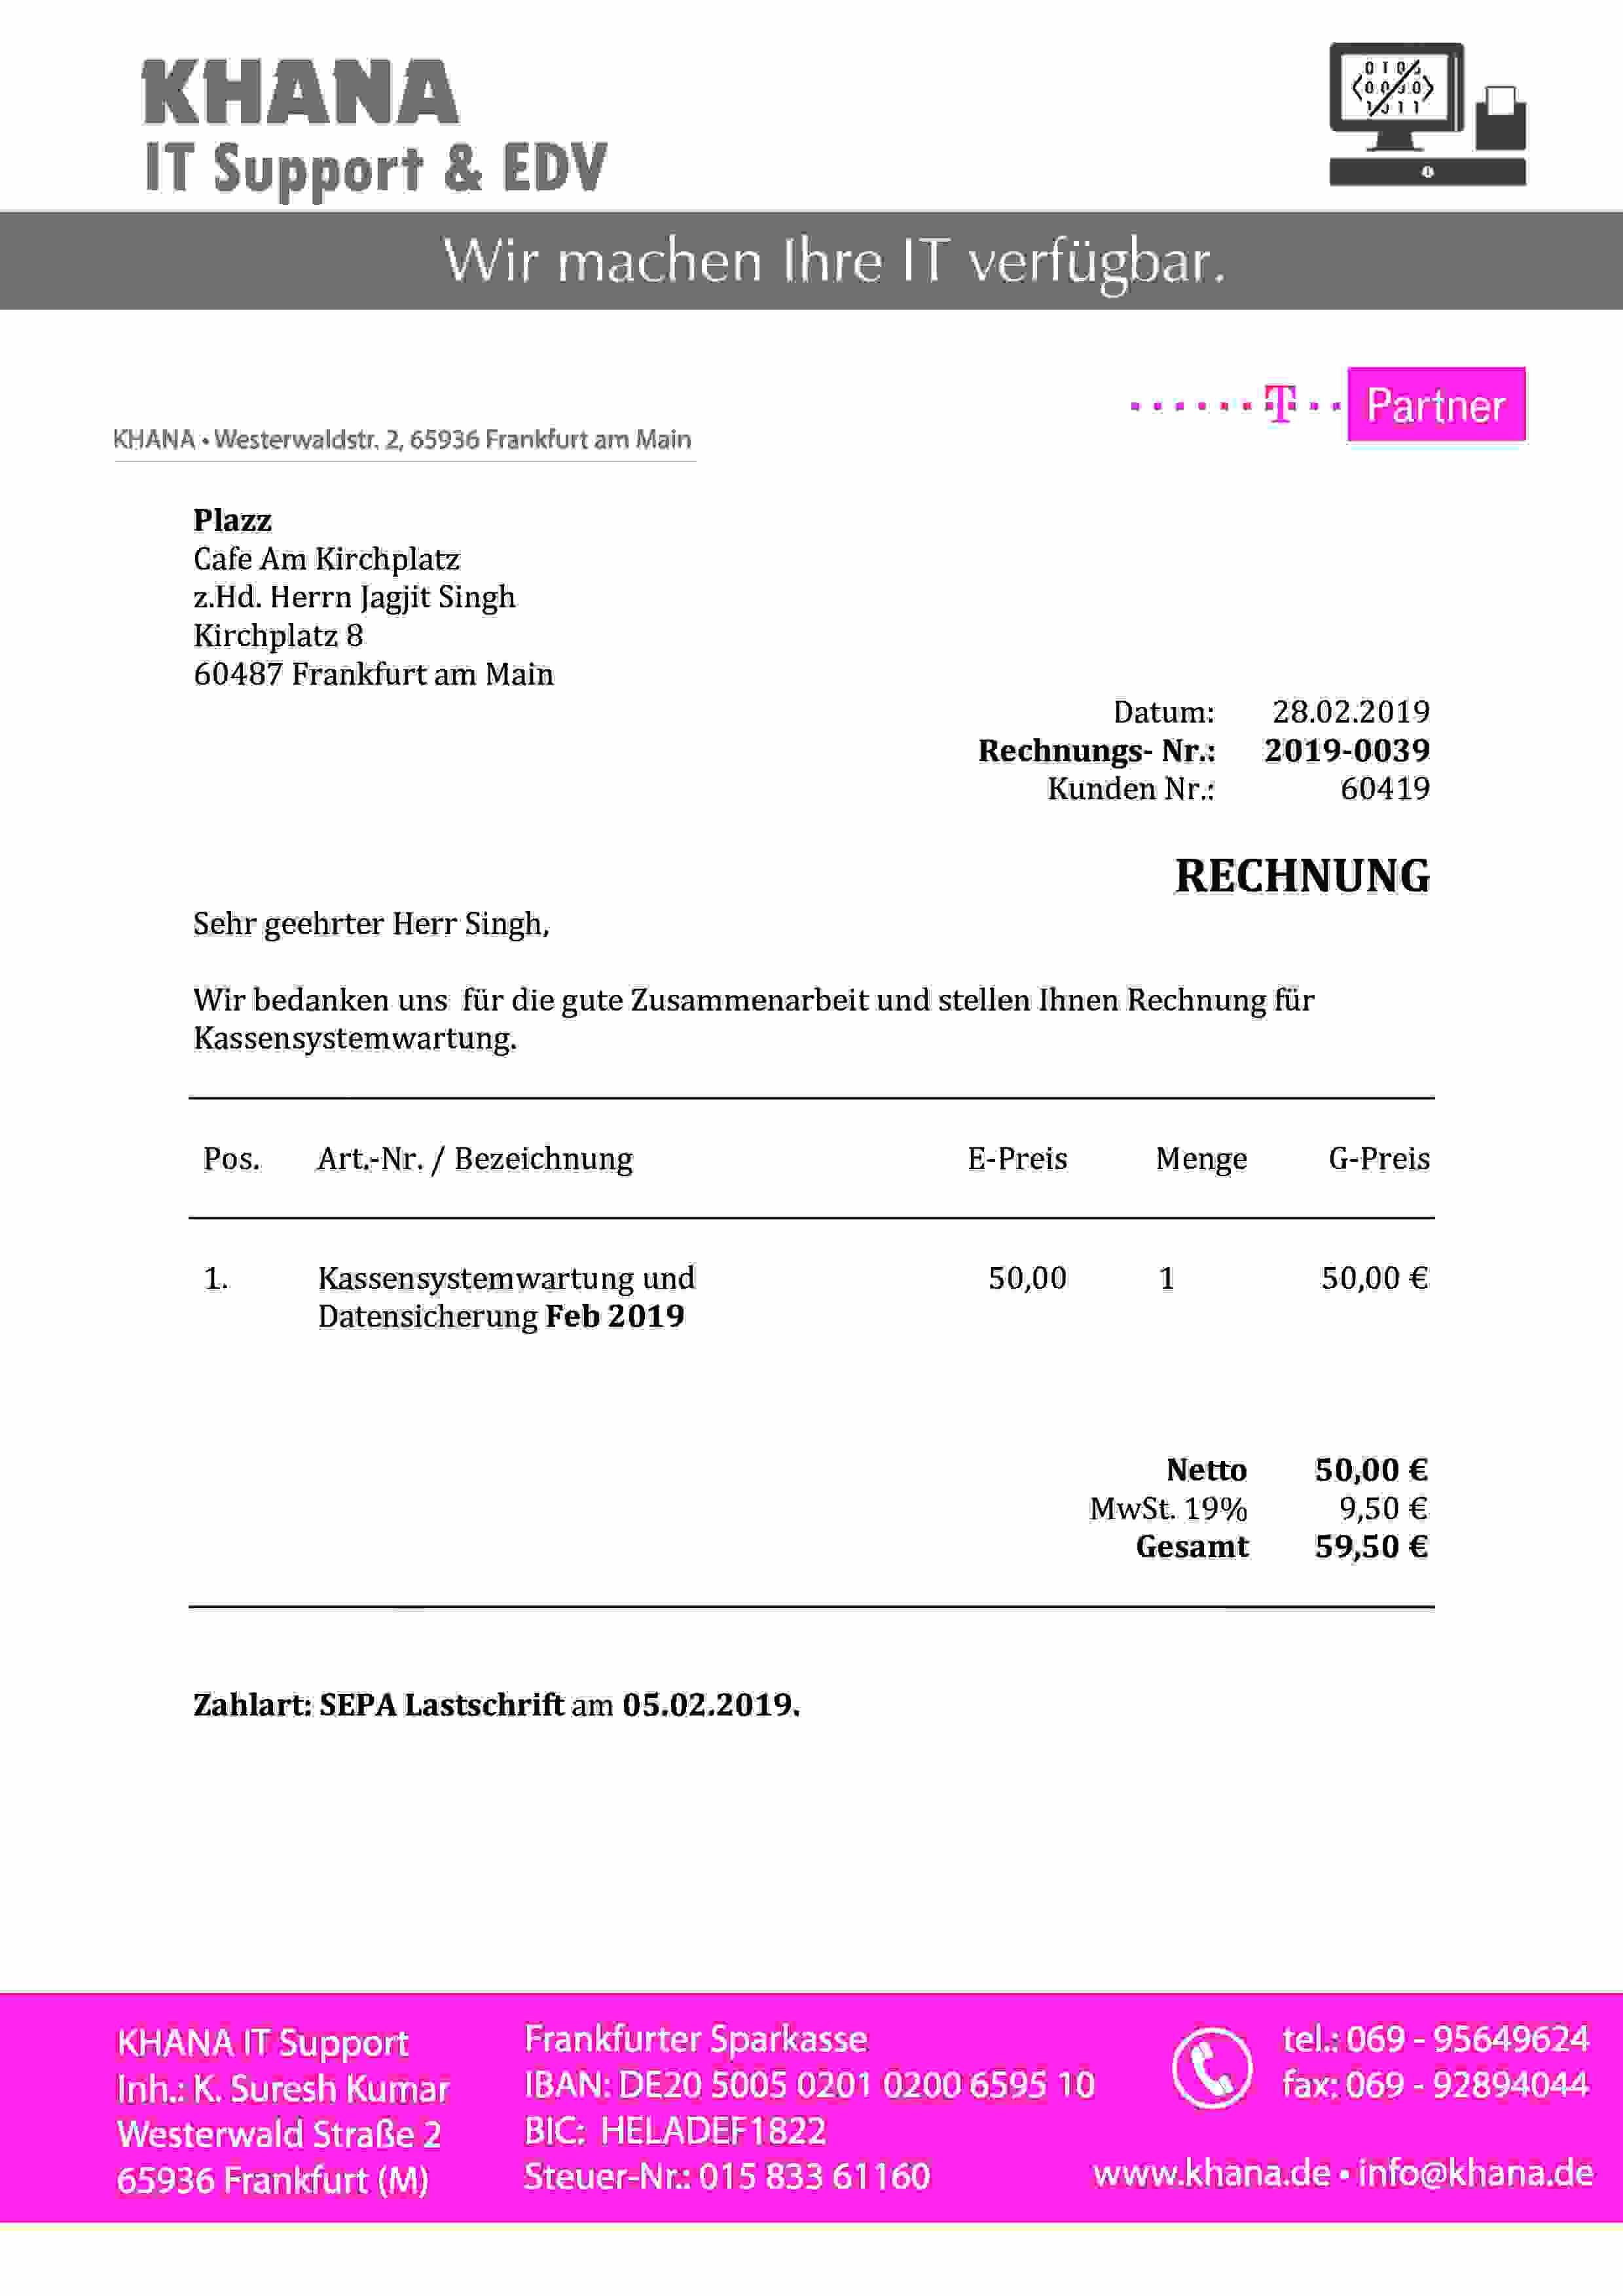 KHANA
IT Support & EDV
Wir machen Ihre IT verfügbar.
T Partner
KHANA • Westerwaldstr. 2, 65936 Frankfurt am Main
Plazz
Cafe Am Kirchplatz
z.Hd. Herrn Jagjit Singh
Kirchplatz 8
60487 Frankfurt am Main
Datum: 28.02.2019
Rechnungs- Nr.: 2019-0039
Kunden Nr.: 60419
RECHNUNG
Sehr geehrter Herr Singh,
Wir bedanken uns für die gute Zusammenarbeit und stellen Ihnen Rechnung für
Kassensystemwartung.
Pos. Art.-Nr. / Bezeichnung E-Preis Menge G-Preis
1. Kassensystemwartung und 50,00 1 50,00 €
Datensicherung Feb 2019
Netto 50,00 €
MwSt. 19% 9,50 €
Gesamt 59,50 €
Zahlart: SEPA Lastschrift am 05.02.2019.
KHANA IT Support
Inh.: K. Suresh Kumar
Westerwald Straße 2
65936 Frankfurt (M)
Frankfurter Sparkasse
IBAN: DE20 5005 0201 0200 6595 10
BIC: HELADEF1822
Steuer-Nr.: 015 833 61160
tel.: 069 - 95649624
fax: 069 - 92894044
www.khana.de • info@khana.de